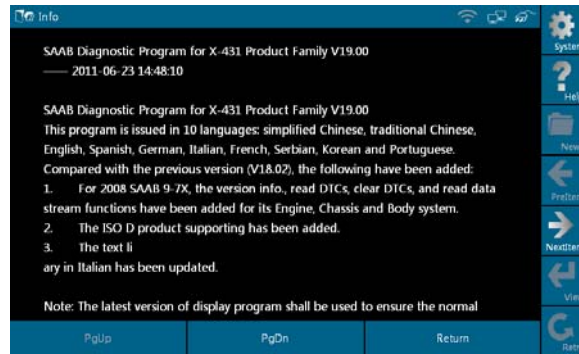 Info
SAAB Diagnostic Program for X-431 Product Family V19.00
—— 2011-06-23 14:48:10
SAAB Diagnostic Program for X-431 Product Family V19.00
This program is issued in 10 languages: simplified Chinese, traditional Chinese,
English, Spanish, German, Italian, French, Serbian, Korean and Portuguese.
Compared with the previous version (V18.02), the following have been added:
1. For 2008 SAAB 9-7X, the version info., read DTCs, clear DTCs, and read data
stream functions have been added for its Engine, Chassis and Body system.
2. The ISO D product supporting has been added.
3. The text li
ary in Italian has been updated.
Note: The latest version of display program shall be used to ensure the normal
PgUp
PgDn
Return
Syster
Hel
New
PreIter
NextIter
Vie
Retr